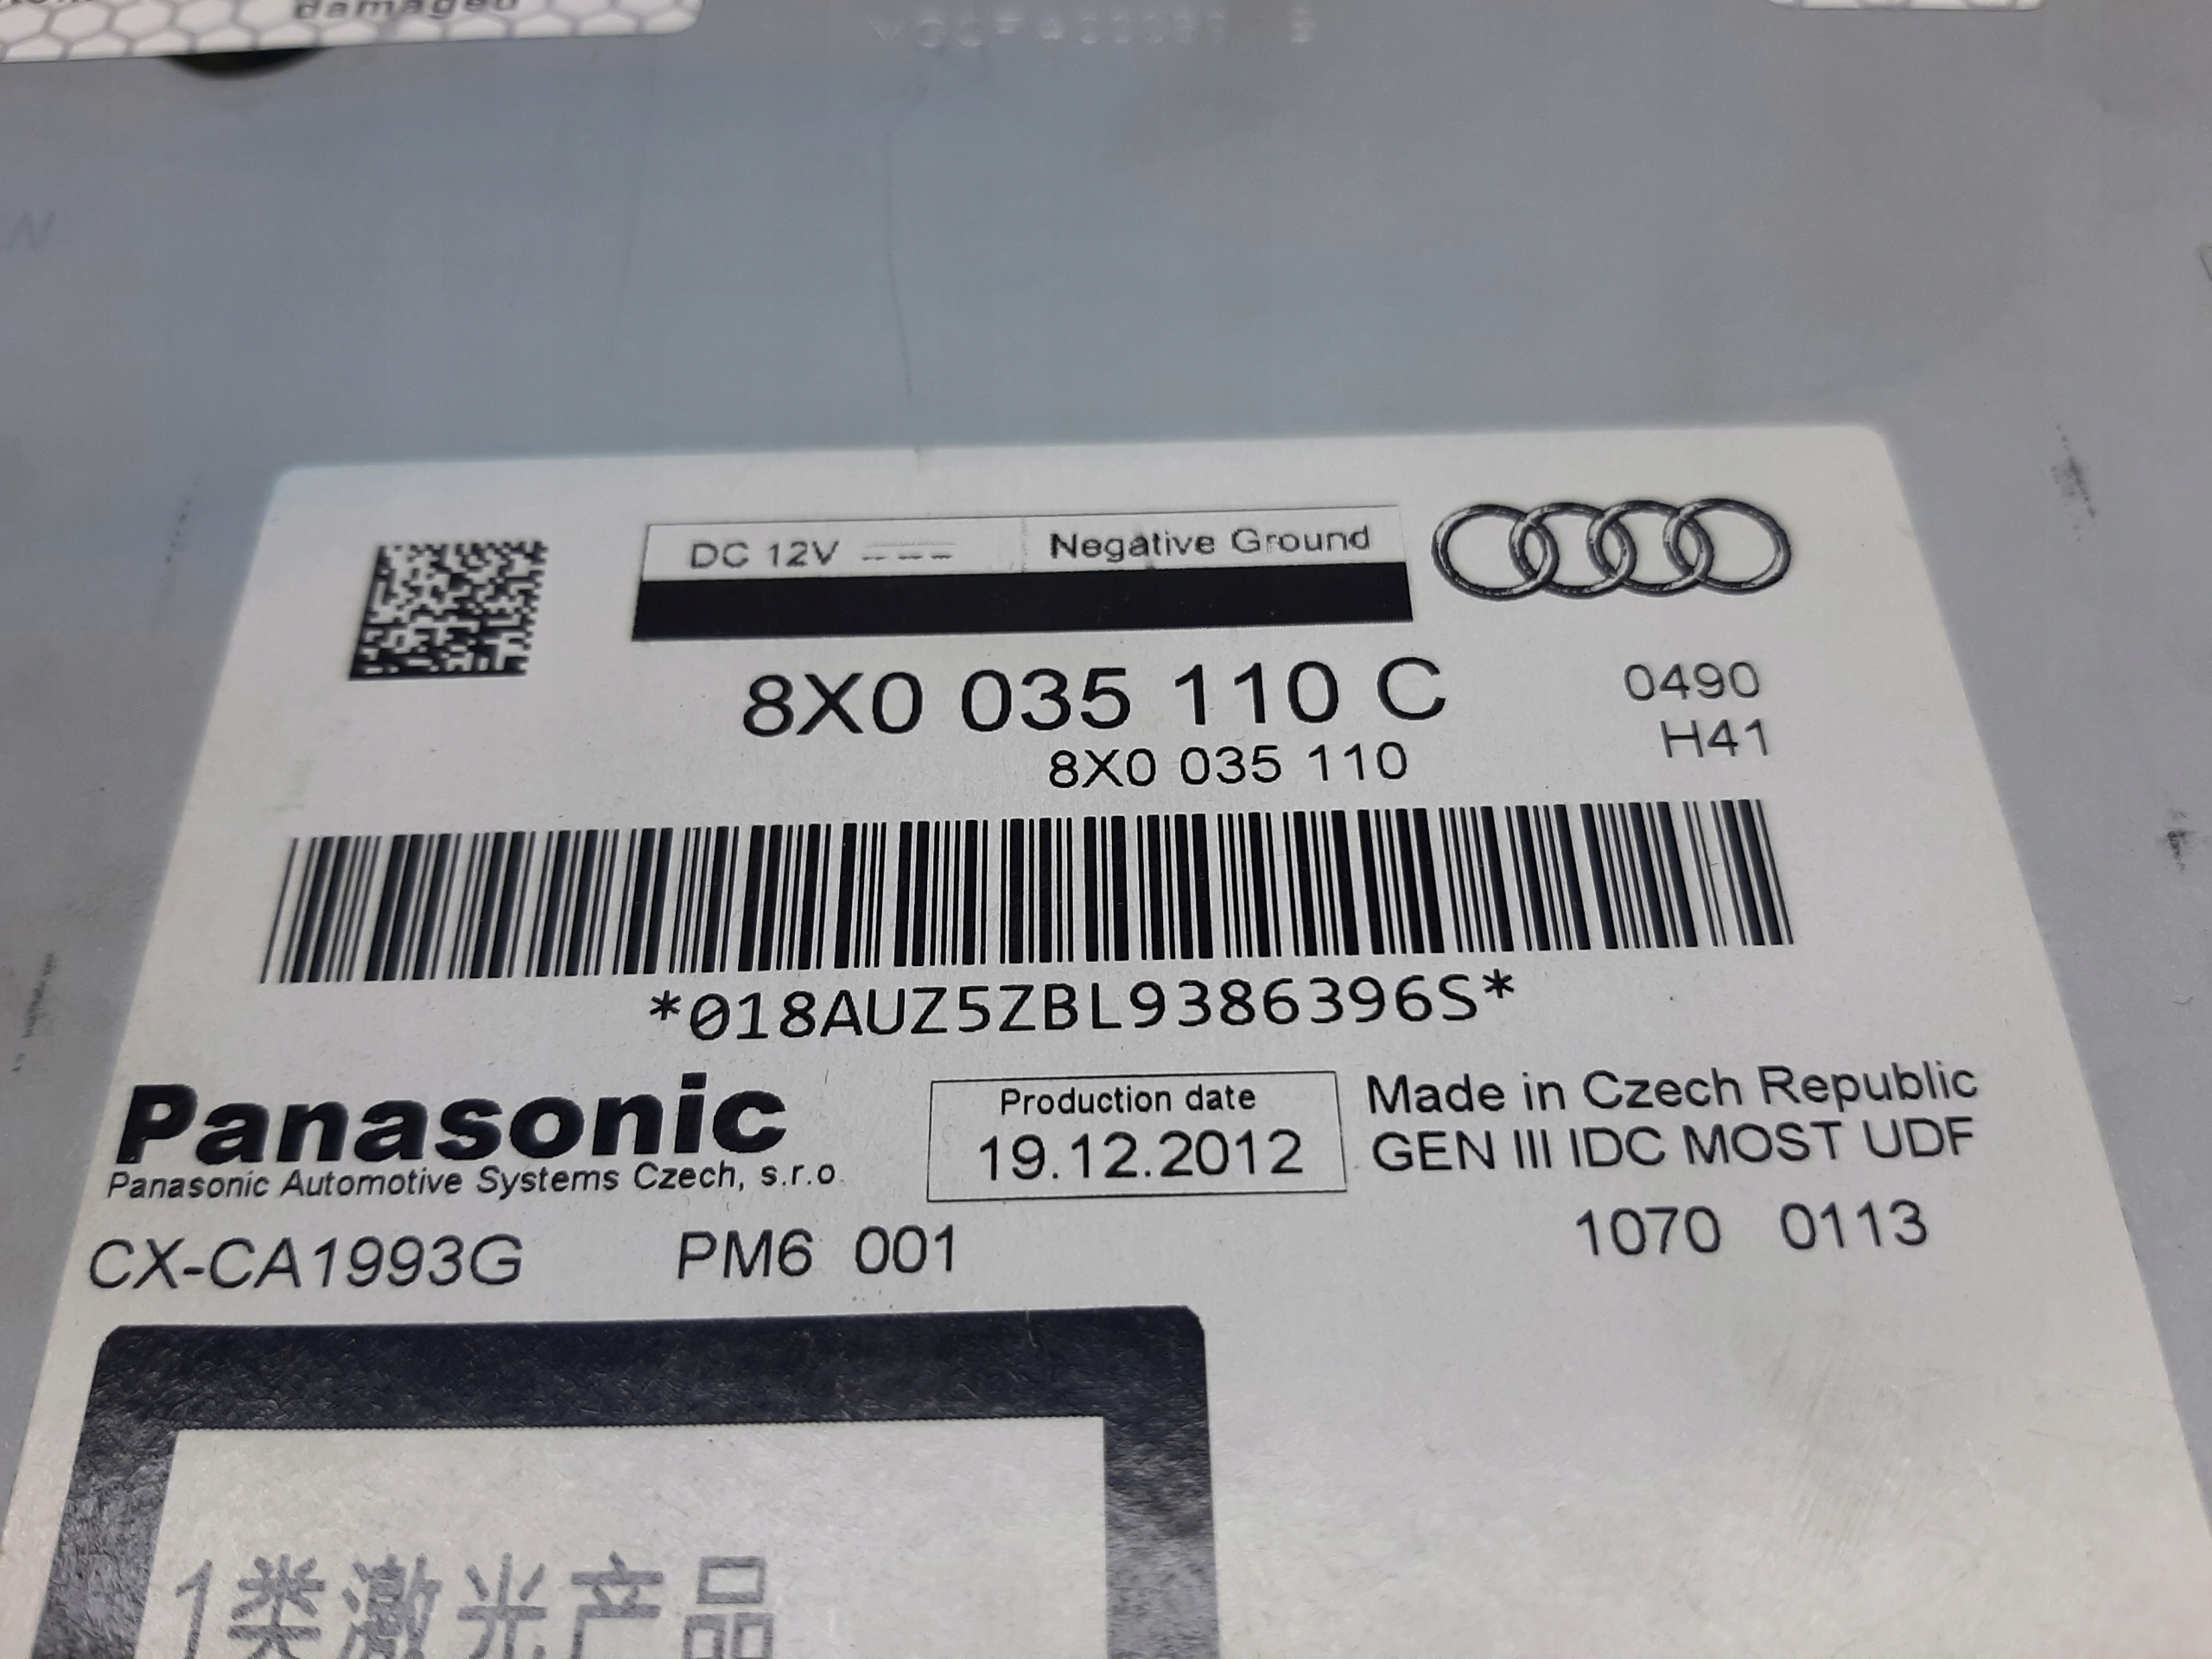 damaged
DC 12V Negative Ground
8X0 035 110 C 0490
8X0 035 110 H41
*018AUZ5ZBL9386396S*
Panasonic
Panasonic Automotive Systems Czech, s.r.o.
Production date
19.12.2012
Made in Czech Republic
GEN III IDC MOST UDF
CX-CA1993G PM6 001 1070 0113
1类激光产品